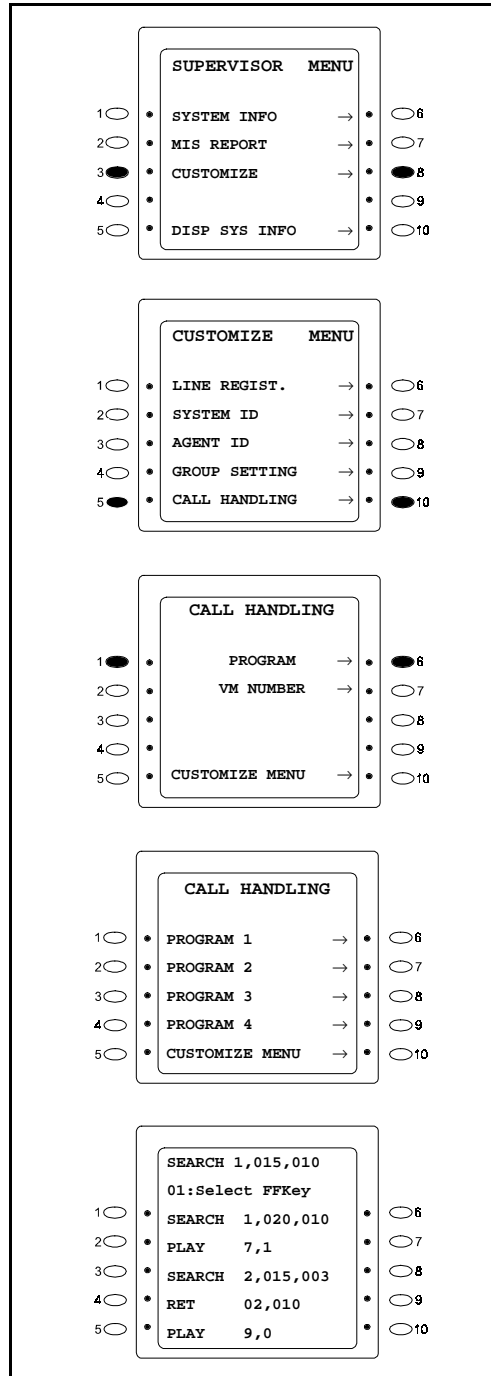 SUPERVISOR MENU
1 SYSTEM INFO → 6
2 MIS REPORT → 7
3 CUSTOMIZE → 8
4 9
5 DISP SYS INFO → 10
CUSTOMIZE MENU
1 LINE REGIST. → 6
2 SYSTEM ID → 7
3 AGENT ID → 8
4 GROUP SETTING → 9
5 CALL HANDLING → 10
CALL HANDLING
1 PROGRAM → 6
2 VM NUMBER → 7
3 8
4 9
5 CUSTOMIZE MENU → 10
CALL HANDLING
1 PROGRAM 1 → 6
2 PROGRAM 2 → 7
3 PROGRAM 3 → 8
4 PROGRAM 4 → 9
5 CUSTOMIZE MENU → 10
SEARCH 1,015,010
01:Select FFKey
1 SEARCH 1,020,010 6
2 PLAY 7,1 7
3 SEARCH 2,015,003 8
4 RET 02,010 9
5 PLAY 9,0 10